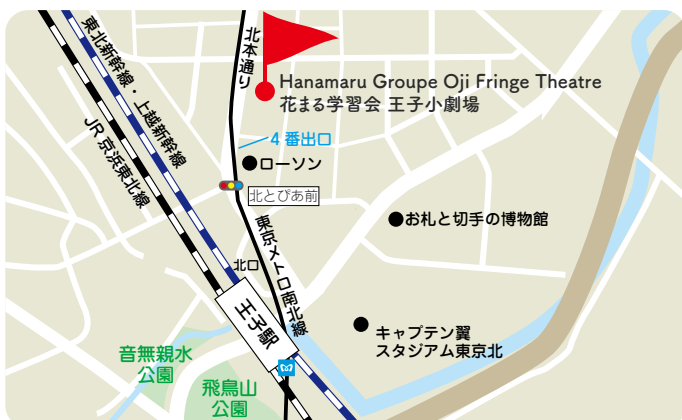 東北新幹線・上越新幹線
JR 京浜東北線
北本通り
Hanamaru Groupe Oji Fringe Theatre
花まる学習会 王子小劇場
4 番出口
ローソン
北とぴあ前
お札と切手の博物館
東京メトロ南北線
北口
王子駅
キャプテン翼
スタジアム東京北
音無親水
公園
飛鳥山
公園